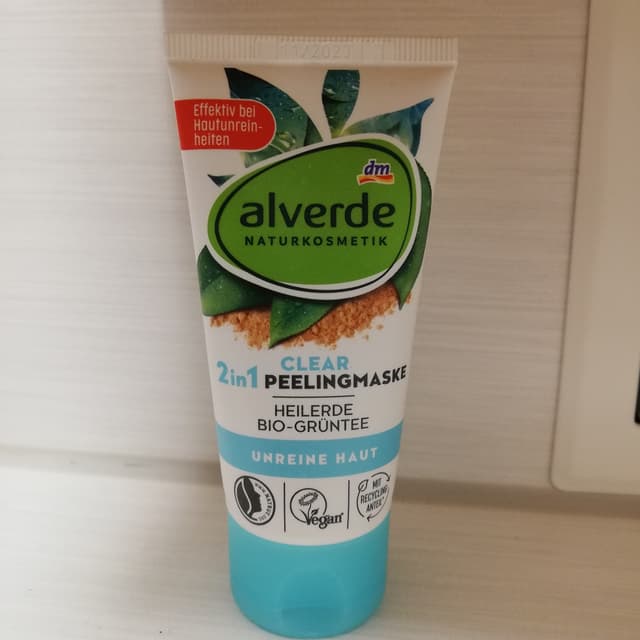 Effektiv bei
Hautunrein-
heiten
dm
alverde
NATURKOSMETIK
2in1 CLEAR
PEELINGMASKE
HEILERDE
BIO-GRÜNTEE
UNREINE HAUT
Vegan
MIT
RECYCLING
ANTEIL